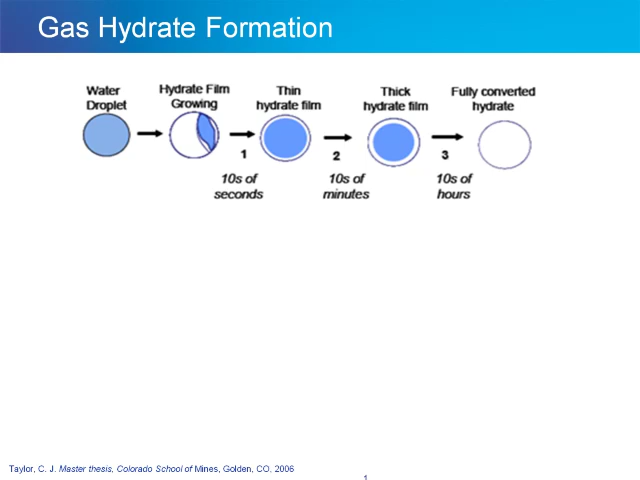 Gas Hydrate Formation
Water
Droplet
Hydrate Film
Growing
Thin
hydrate film
Thick
hydrate film
Fully converted
hydrate
1
2
3
10s of
seconds
10s of
minutes
10s of
hours
Taylor, C. J. Master thesis, Colorado School of Mines, Golden, CO, 2006
1